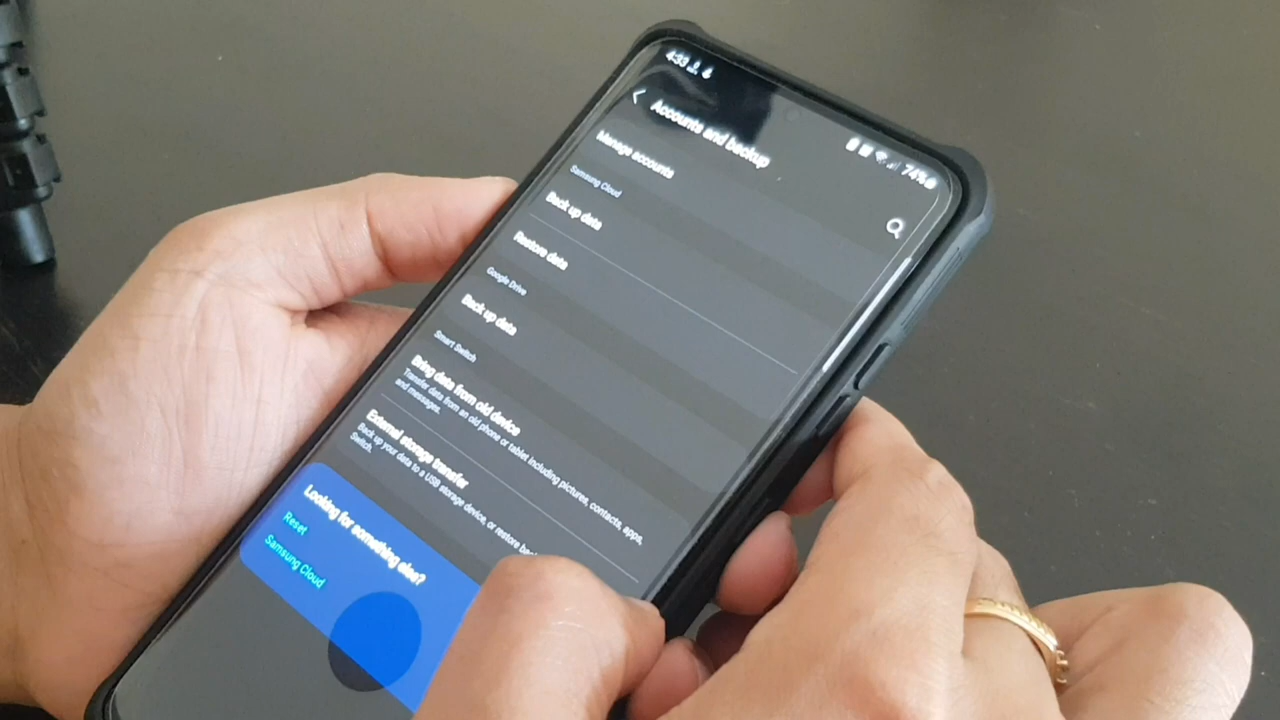 4:33
74%
Accounts and backup
Manage accounts
Samsung Cloud
Back up data
Restore data
Google Drive
Back up data
Smart Switch
Bring data from old device
Transfer data from an old phone or tablet including pictures, contacts, apps,
and messages.
External storage transfer
Back up your data to a USB storage device, or restore
Switch.
Looking for something else?
Reset
Samsung Cloud